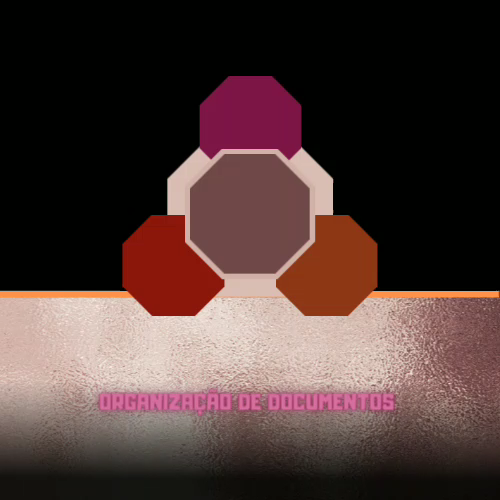 ORGANIZAÇÃO DE DOCUMENTOS